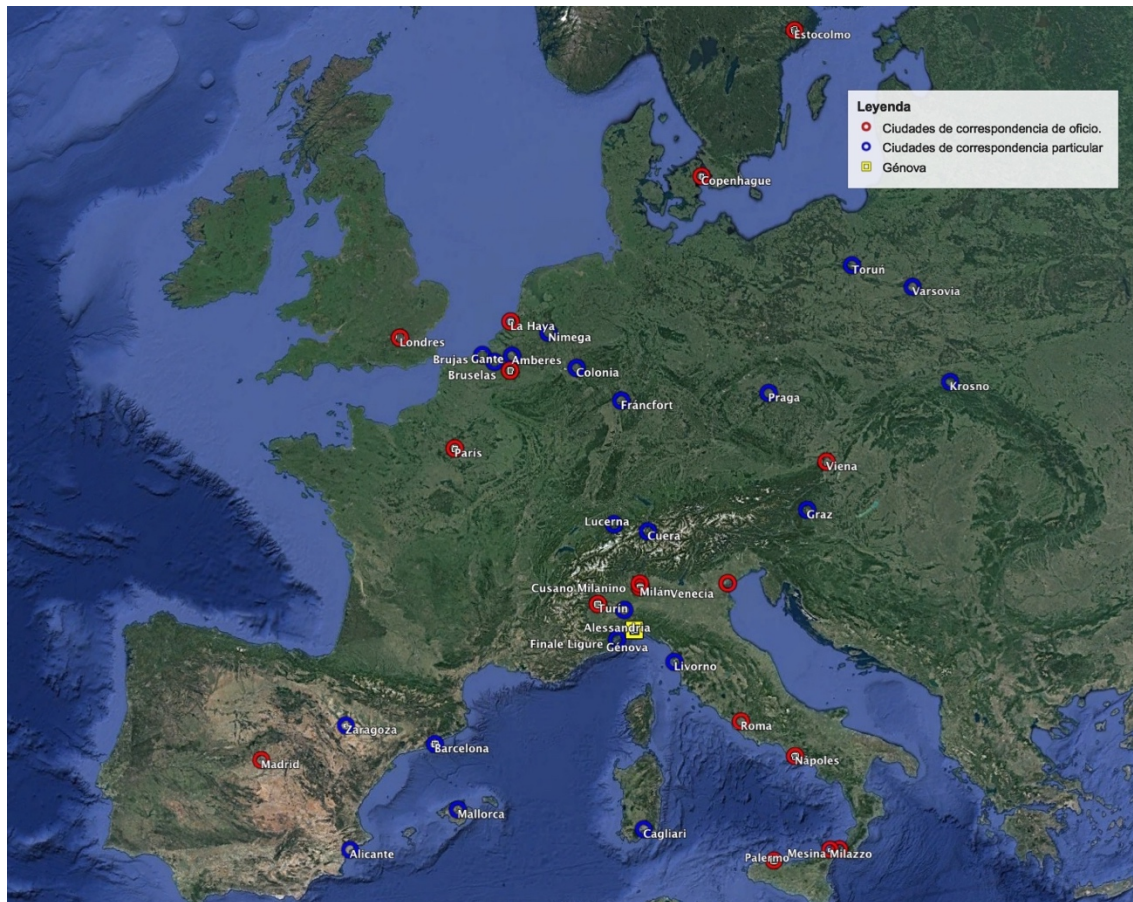 Estocolmo
Leyenda
Ciudades de correspondencia de oficio.
Ciudades de correspondencia particular
Génova
Copenhague
Toruń
Varsovia
La Haya
Nimega
Londres
Brujas Gante Amberes
Bruselas
Colonia
Fráncfort
Praga
Krosno
París
Viena
Graz
Lucerna
Cuera
Cusano Milanino
Milán Venecia
Turín
Alessandria
Finale Ligure Génova
Livorno
Roma
Zaragoza
Barcelona
Madrid
Nápoles
Mallorca
Cagliari
Alicante
Palermo Mesina Milazzo